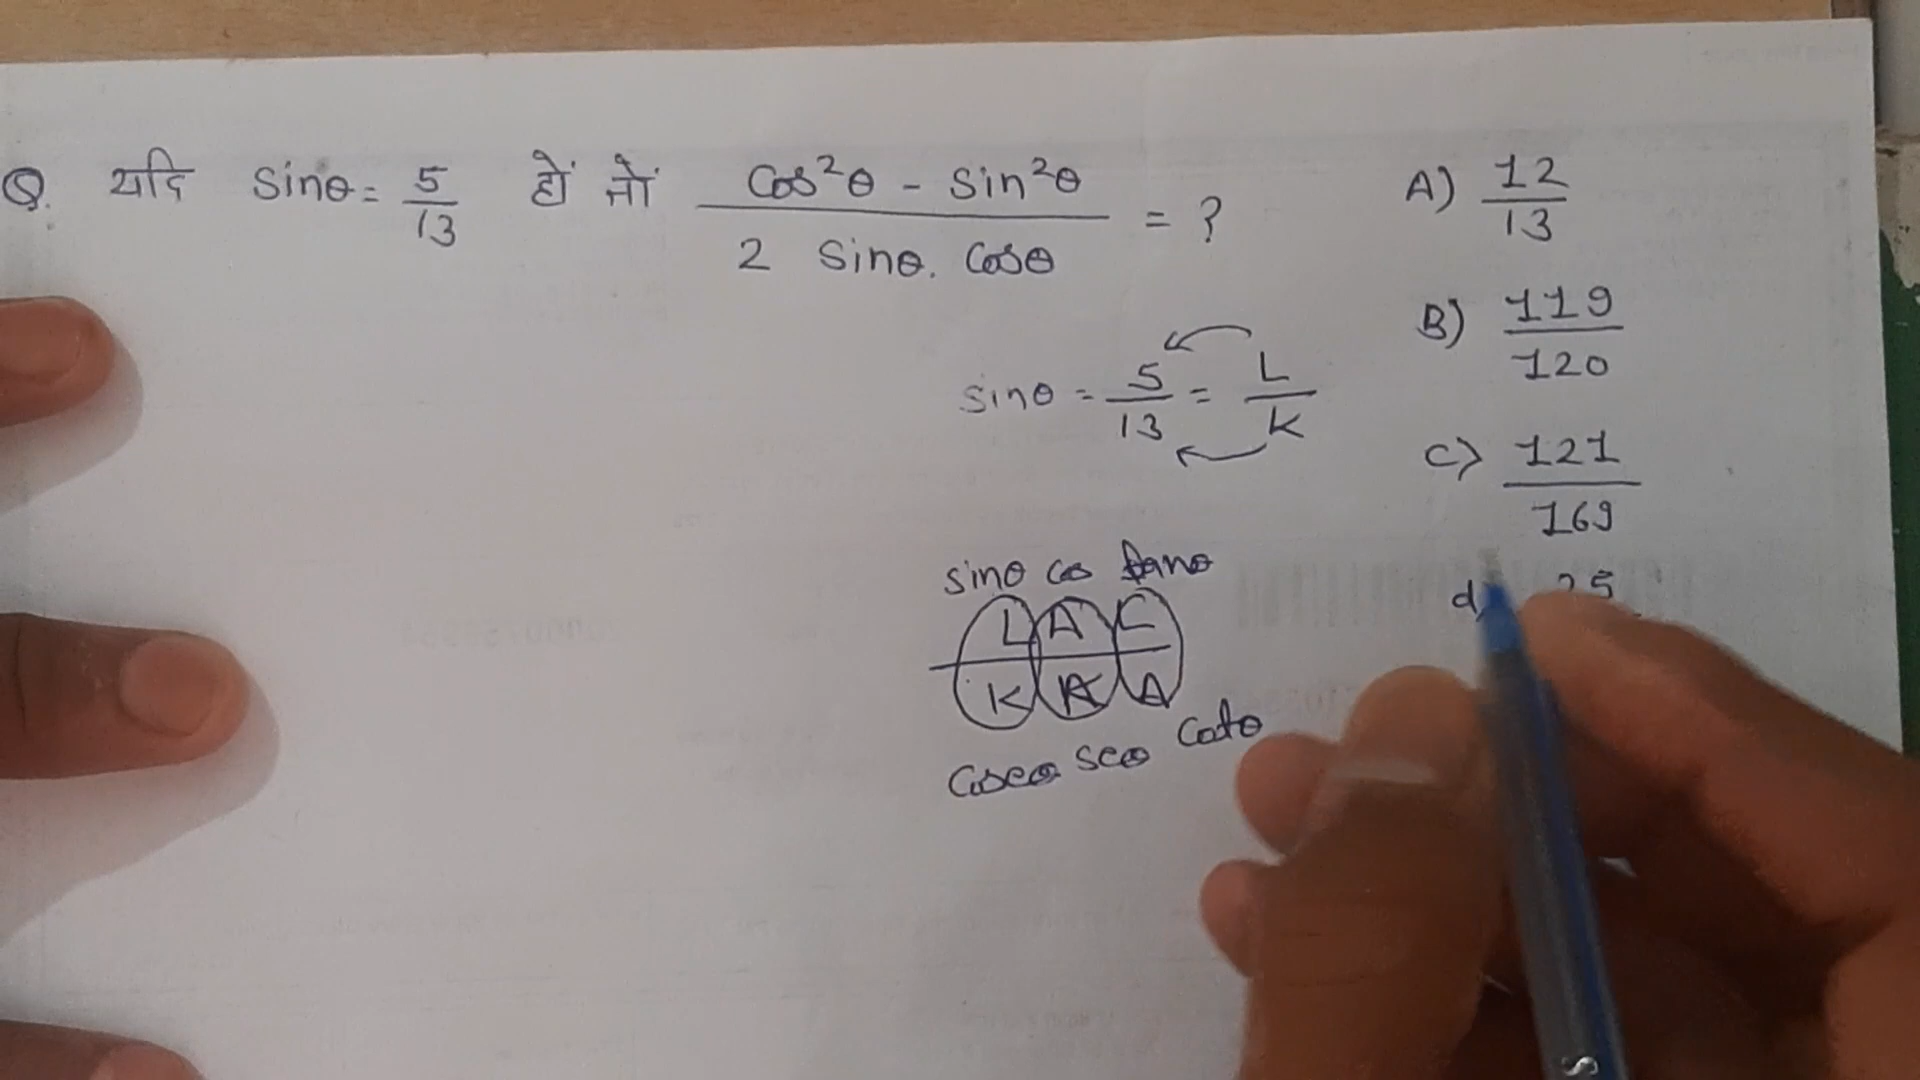 Q. यदि sinθ = 5/13 हो तो (cos²θ - sin²θ)/(2 sinθ. cosθ) = ?
A) 12/13
B) 119/120
C) 121/169
d) 25
sinθ = 5/13 = L/K
sinθ cos tanθ
L A L
K K A
cosecθ secθ cotθ